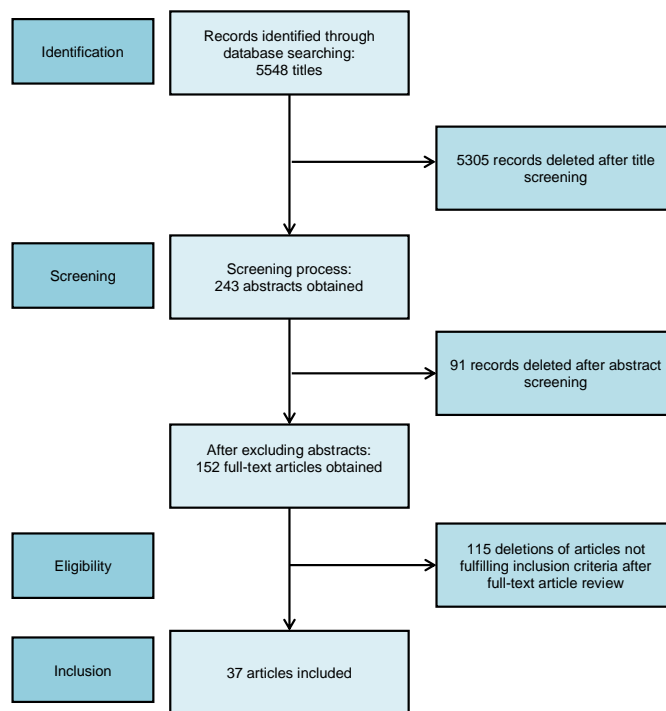 Identification
Records identified through
database searching:
5548 titles
5305 records deleted after title
screening
Screening
Screening process:
243 abstracts obtained
91 records deleted after abstract
screening
After excluding abstracts:
152 full-text articles obtained
Eligibility
115 deletions of articles not
fulfilling inclusion criteria after
full-text article review
Inclusion
37 articles included